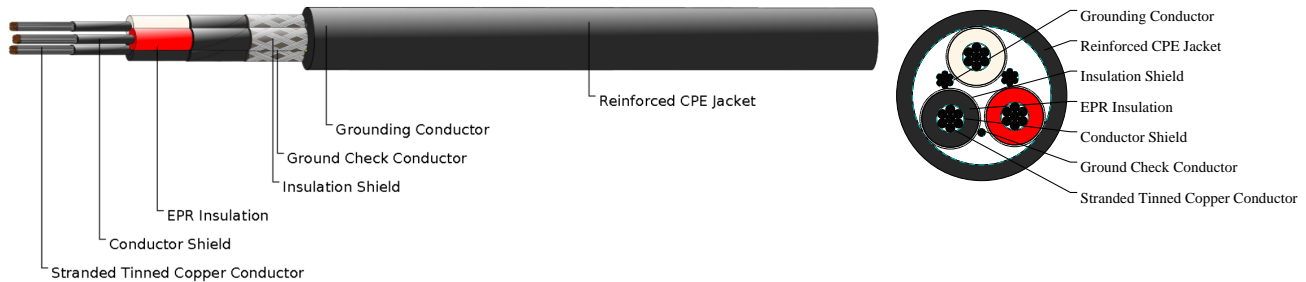 Reinforced CPE Jacket
Grounding Conductor
Ground Check Conductor
Insulation Shield
EPR Insulation
Conductor Shield
Stranded Tinned Copper Conductor
Grounding Conductor
Reinforced CPE Jacket
Insulation Shield
EPR Insulation
Conductor Shield
Ground Check Conductor
Stranded Tinned Copper Conductor